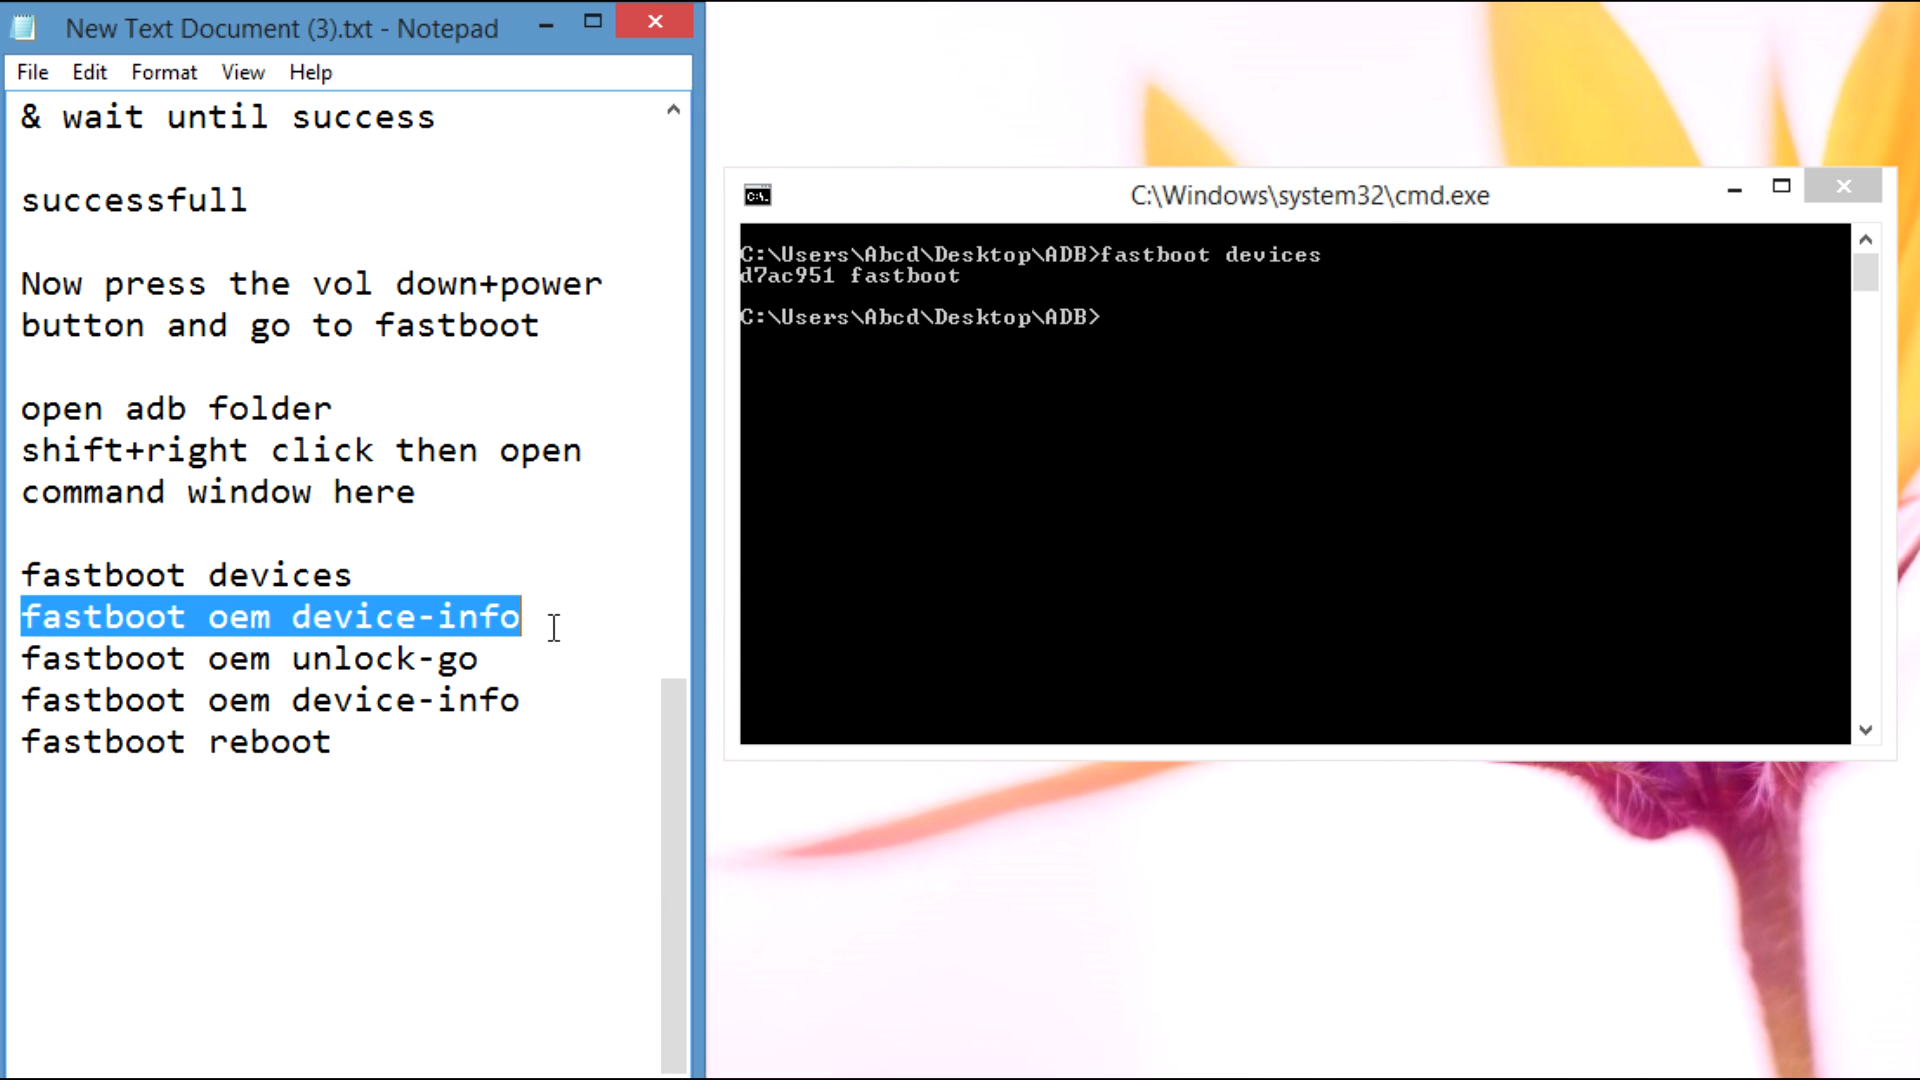 New Text Document (3).txt - Notepad
File Edit Format View Help
& wait until success
successfull
Now press the vol down+power
button and go to fastboot
open adb folder
shift+right click then open
command window here
fastboot devices
fastboot oem device-info
fastboot oem unlock-go
fastboot oem device-info
fastboot reboot
C:\Windows\system32\cmd.exe
C:\Users\Abcd\Desktop\ADB>fastboot devices
d7ac951 fastboot
C:\Users\Abcd\Desktop\ADB>